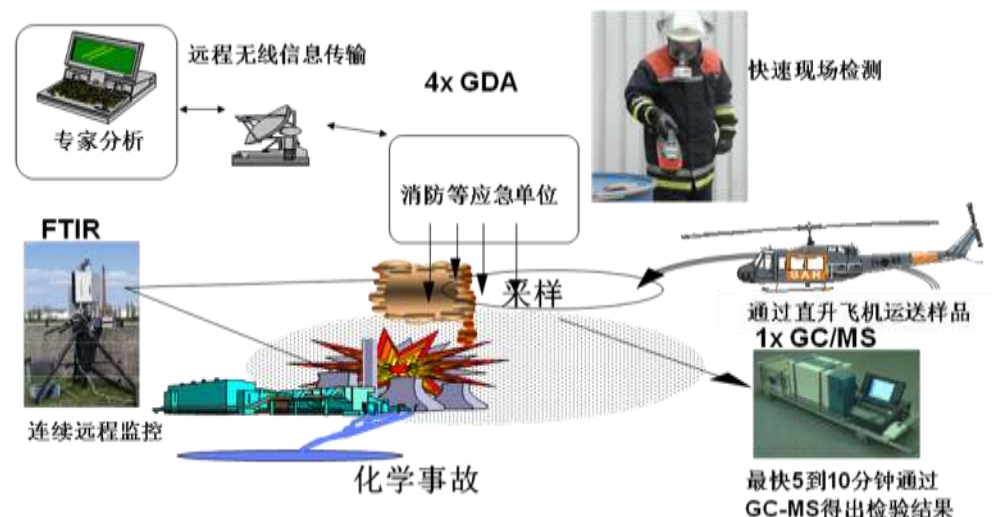 远程无线信息传输
4x GDA
快速现场检测
专家分析
消防等应急单位
FTIR
SAR
采样
通过直升飞机运送样品
1x GC/MS
连续远程监控
化学事故
最快5到10分钟通过
GC-MS得出检验结果